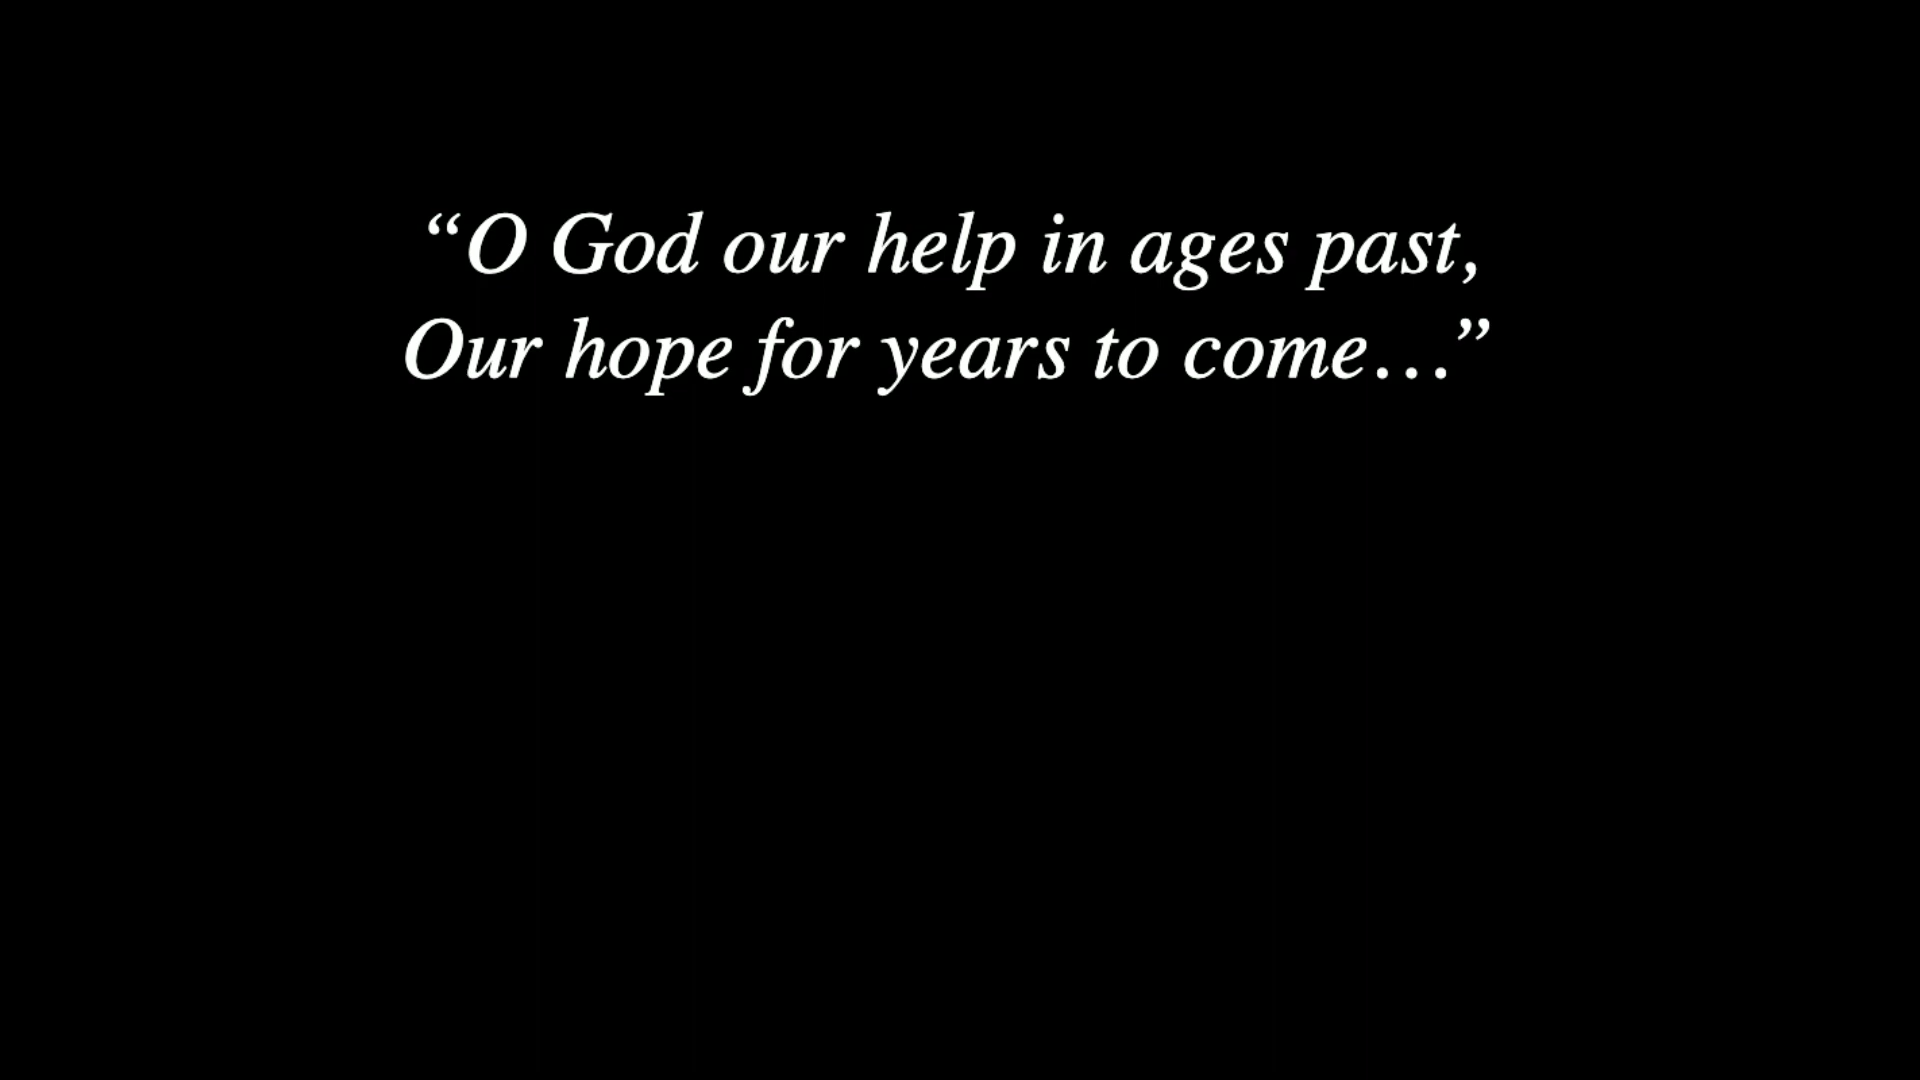 “O God our help in ages past,
Our hope for years to come…”